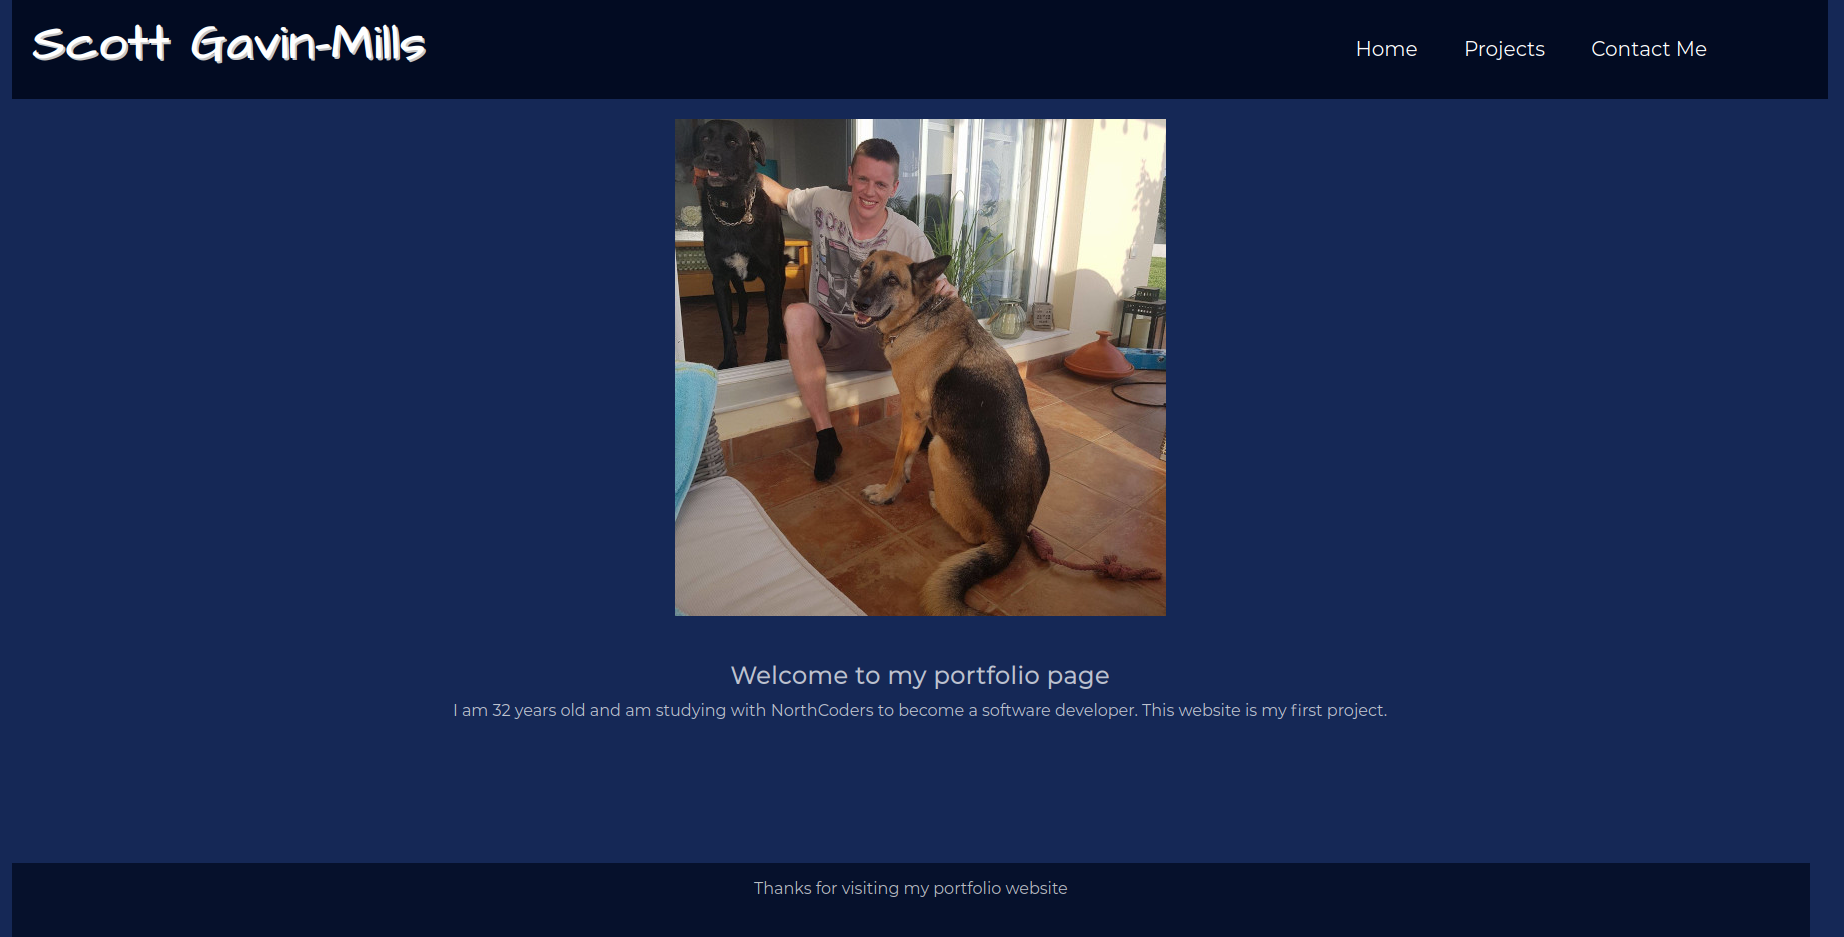 Scott Gavin-Mills
Home Projects Contact Me
Welcome to my portfolio page
I am 32 years old and am studying with NorthCoders to become a software developer. This website is my first project.
Thanks for visiting my portfolio website